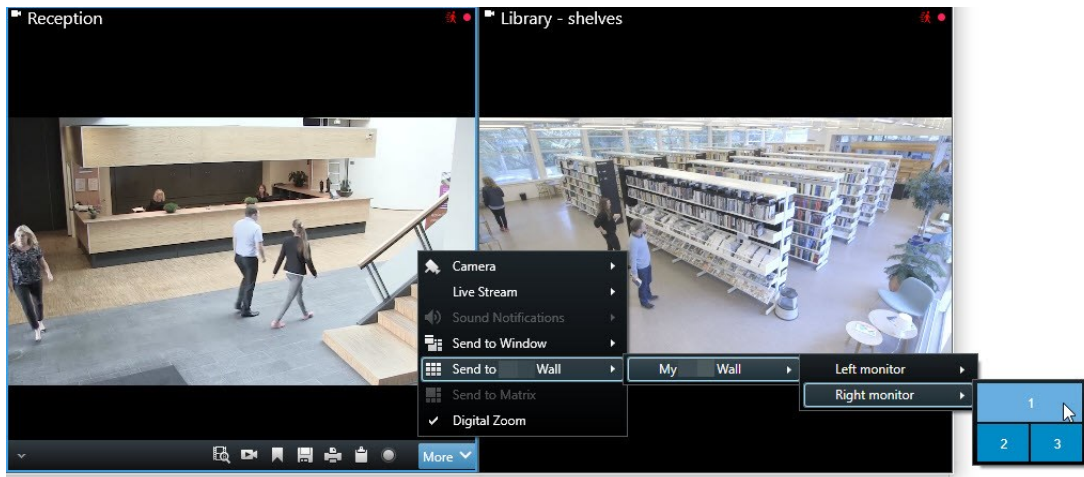 Reception
Library - shelves
Camera
Live Stream
Sound Notifications
Send to Window
Send to Wall
My Wall
Left monitor
Right monitor
1
2
3
Send to Matrix
Digital Zoom
More